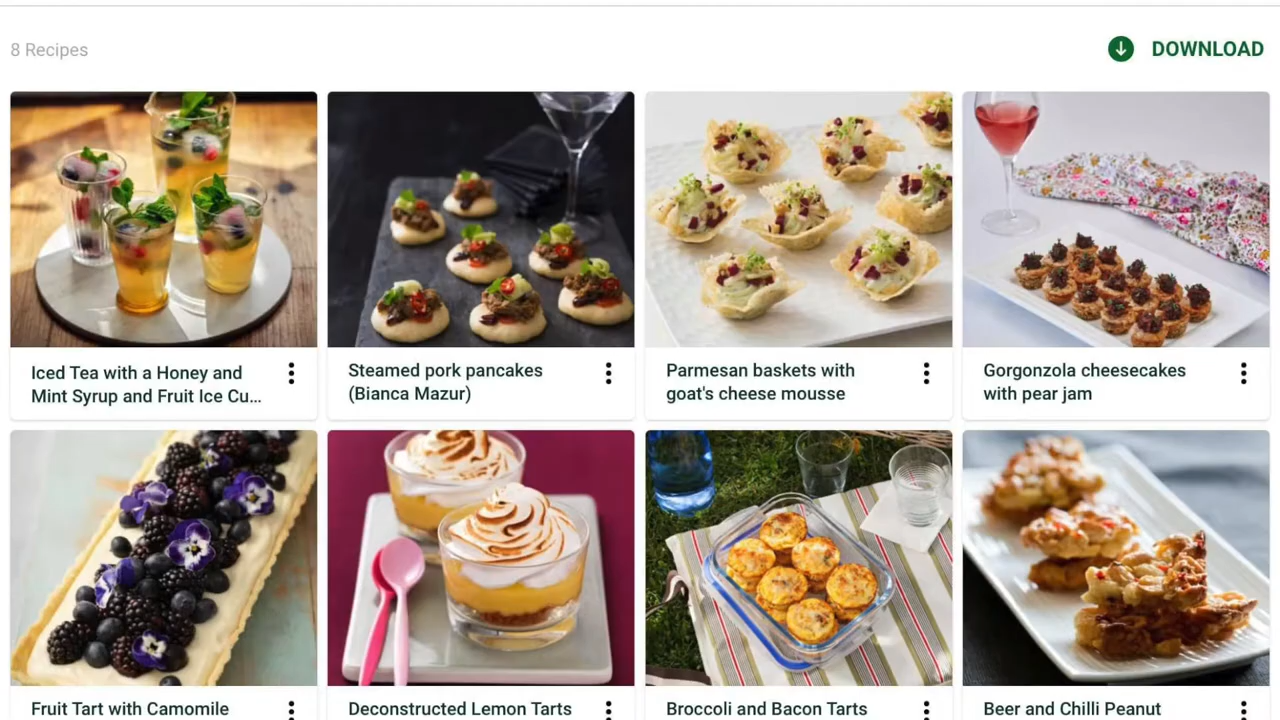 8 Recipes
DOWNLOAD
Iced Tea with a Honey and
Mint Syrup and Fruit Ice Cu...
Steamed pork pancakes
(Bianca Mazur)
Parmesan baskets with
goat's cheese mousse
Gorgonzola cheesecakes
with pear jam
Fruit Tart with Camomile
Deconstructed Lemon Tarts
Broccoli and Bacon Tarts
Beer and Chilli Peanut